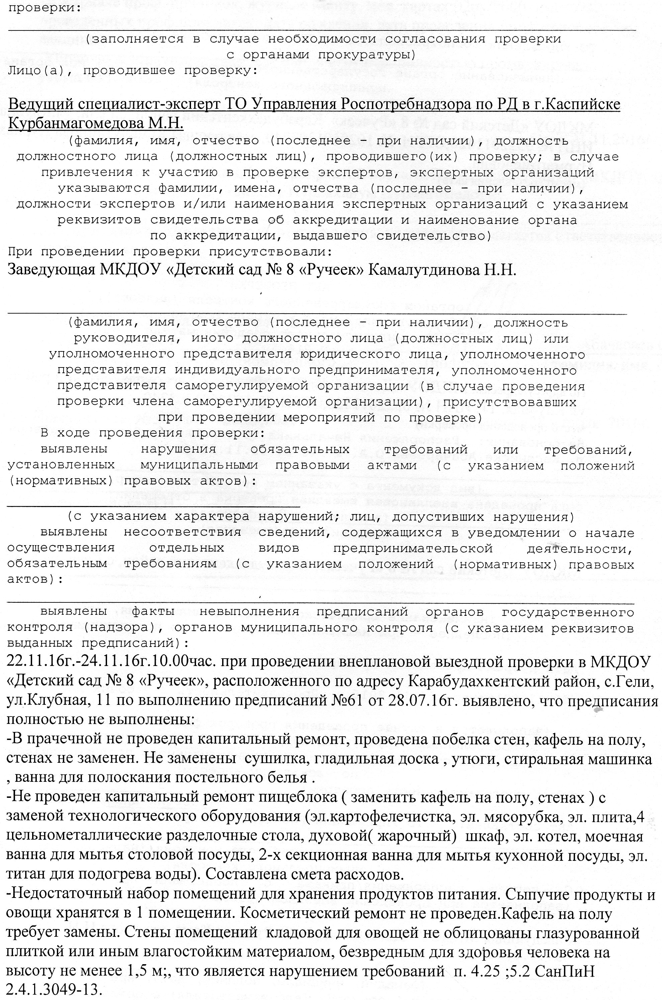 проверки:
(заполняется в случае необходимости согласования проверки
с органами прокуратуры)
Лицо(а), проводившее проверку:
Ведущий специалист-эксперт ТО Управления Роспотребнадзора по РД в г.Каспийске
Курбанмагомедова М.Н.
(фамилия, имя, отчество (последнее - при наличии), должность
должностного лица (должностных лиц), проводившего(их) проверку; в случае
привлечения к участию в проверке экспертов, экспертных организаций
указываются фамилии, имена, отчества (последнее - при наличии),
должности экспертов и/или наименования экспертных организаций с указанием
реквизитов свидетельства об аккредитации и наименование органа
по аккредитации, выдавшего свидетельство)
При проведении проверки присутствовали:
Заведующая МКДОУ «Детский сад № 8 «Ручеек» Камалутдинова Н.Н.
(фамилия, имя, отчество (последнее - при наличии), должность
руководителя, иного должностного лица (должностных лиц) или
уполномоченного представителя юридического лица, уполномоченного
представителя индивидуального предпринимателя, уполномоченного
представителя саморегулируемой организации (в случае проведения
проверки члена саморегулируемой организации), присутствовавших
при проведении мероприятий по проверке)
В ходе проведения проверки:
выявлены нарушения обязательных требований или требований,
установленных муниципальными правовыми актами (с указанием положений
(нормативных) правовых актов):
(с указанием характера нарушений; лиц, допустивших нарушения)
выявлены несоответствия сведений, содержащихся в уведомлении о начале
осуществления отдельных видов предпринимательской деятельности,
обязательным требованиям (с указанием положений (нормативных) правовых
актов):
выявлены факты невыполнения предписаний органов государственного
контроля (надзора), органов муниципального контроля (с указанием реквизитов
выданных предписаний):
22.11.16г.-24.11.16г.10.00час. при проведении внеплановой выездной проверки в МКДОУ
«Детский сад № 8 «Ручеек», расположенного по адресу Карабудахкентский район, с.Гели,
ул.Клубная, 11 по выполнению предписаний №61 от 28.07.16г. выявлено, что предписания
полностью не выполнены:
-В прачечной не проведен капитальный ремонт, проведена побелка стен, кафель на полу,
стенах не заменен. Не заменены сушилка, гладильная доска , утюги, стиральная машинка
, ванна для полоскания постельного белья .
-Не проведен капитальный ремонт пищеблока ( заменить кафель на полу, стенах ) с
заменой технологического оборудования (эл.картофелечистка, эл. мясорубка, эл. плита,4
цельнометаллические разделочные стола, духовой( жарочный) шкаф, эл. котел, моечная
ванна для мытья столовой посуды, 2-х секционная ванна для мытья кухонной посуды, эл.
титан для подогрева воды). Составлена смета расходов.
-Недостаточный набор помещений для хранения продуктов питания. Сыпучие продукты и
овощи хранятся в 1 помещении. Косметический ремонт не проведен.Кафель на полу
требует замены. Стены помещений кладовой для овощей не облицованы глазурованной
плиткой или иным влагостойким материалом, безвредным для здоровья человека на
высоту не менее 1,5 м;, что является нарушением требований п. 4.25 ;5.2 СанПиН
2.4.1.3049-13.